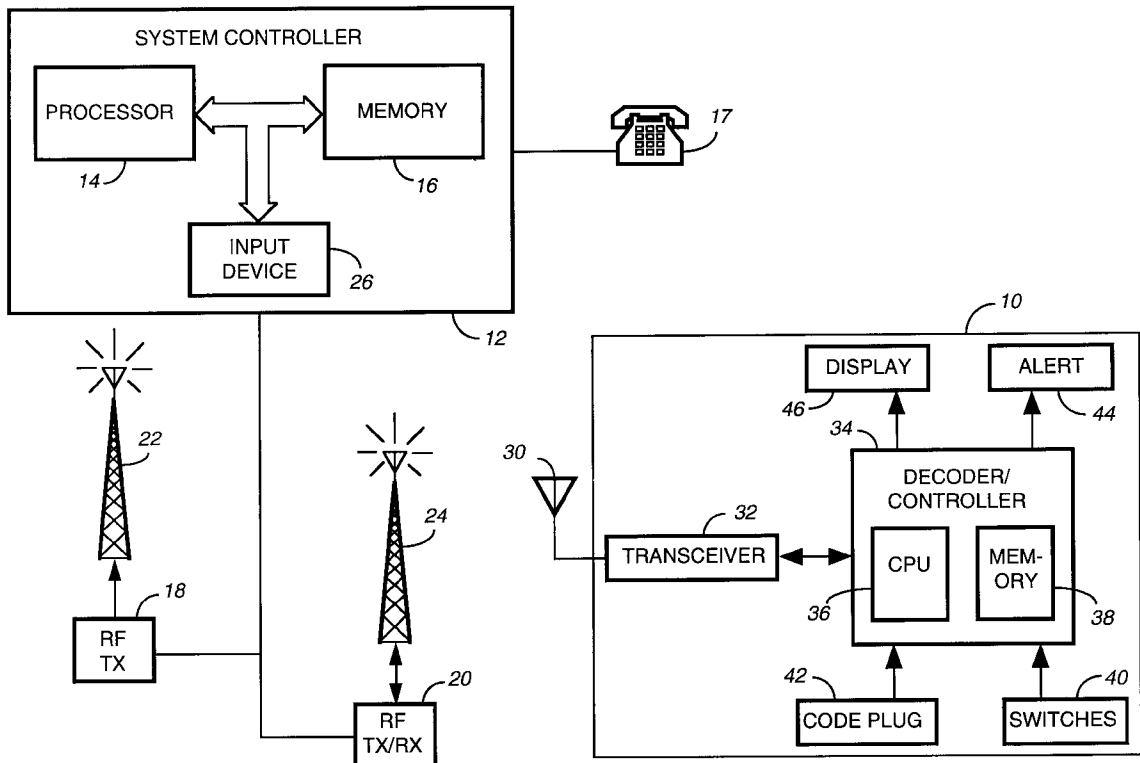 SYSTEM CONTROLLER
PROCESSOR
MEMORY
14
16
17
INPUT
DEVICE
26
12
10
DISPLAY
ALERT
46
44
22
34
30
DECODER/
CONTROLLER
24
32
TRANSCEIVER
CPU
MEM-
ORY
36
38
18
RF
TX
20
RF
TX/RX
42
40
CODE PLUG
SWITCHES